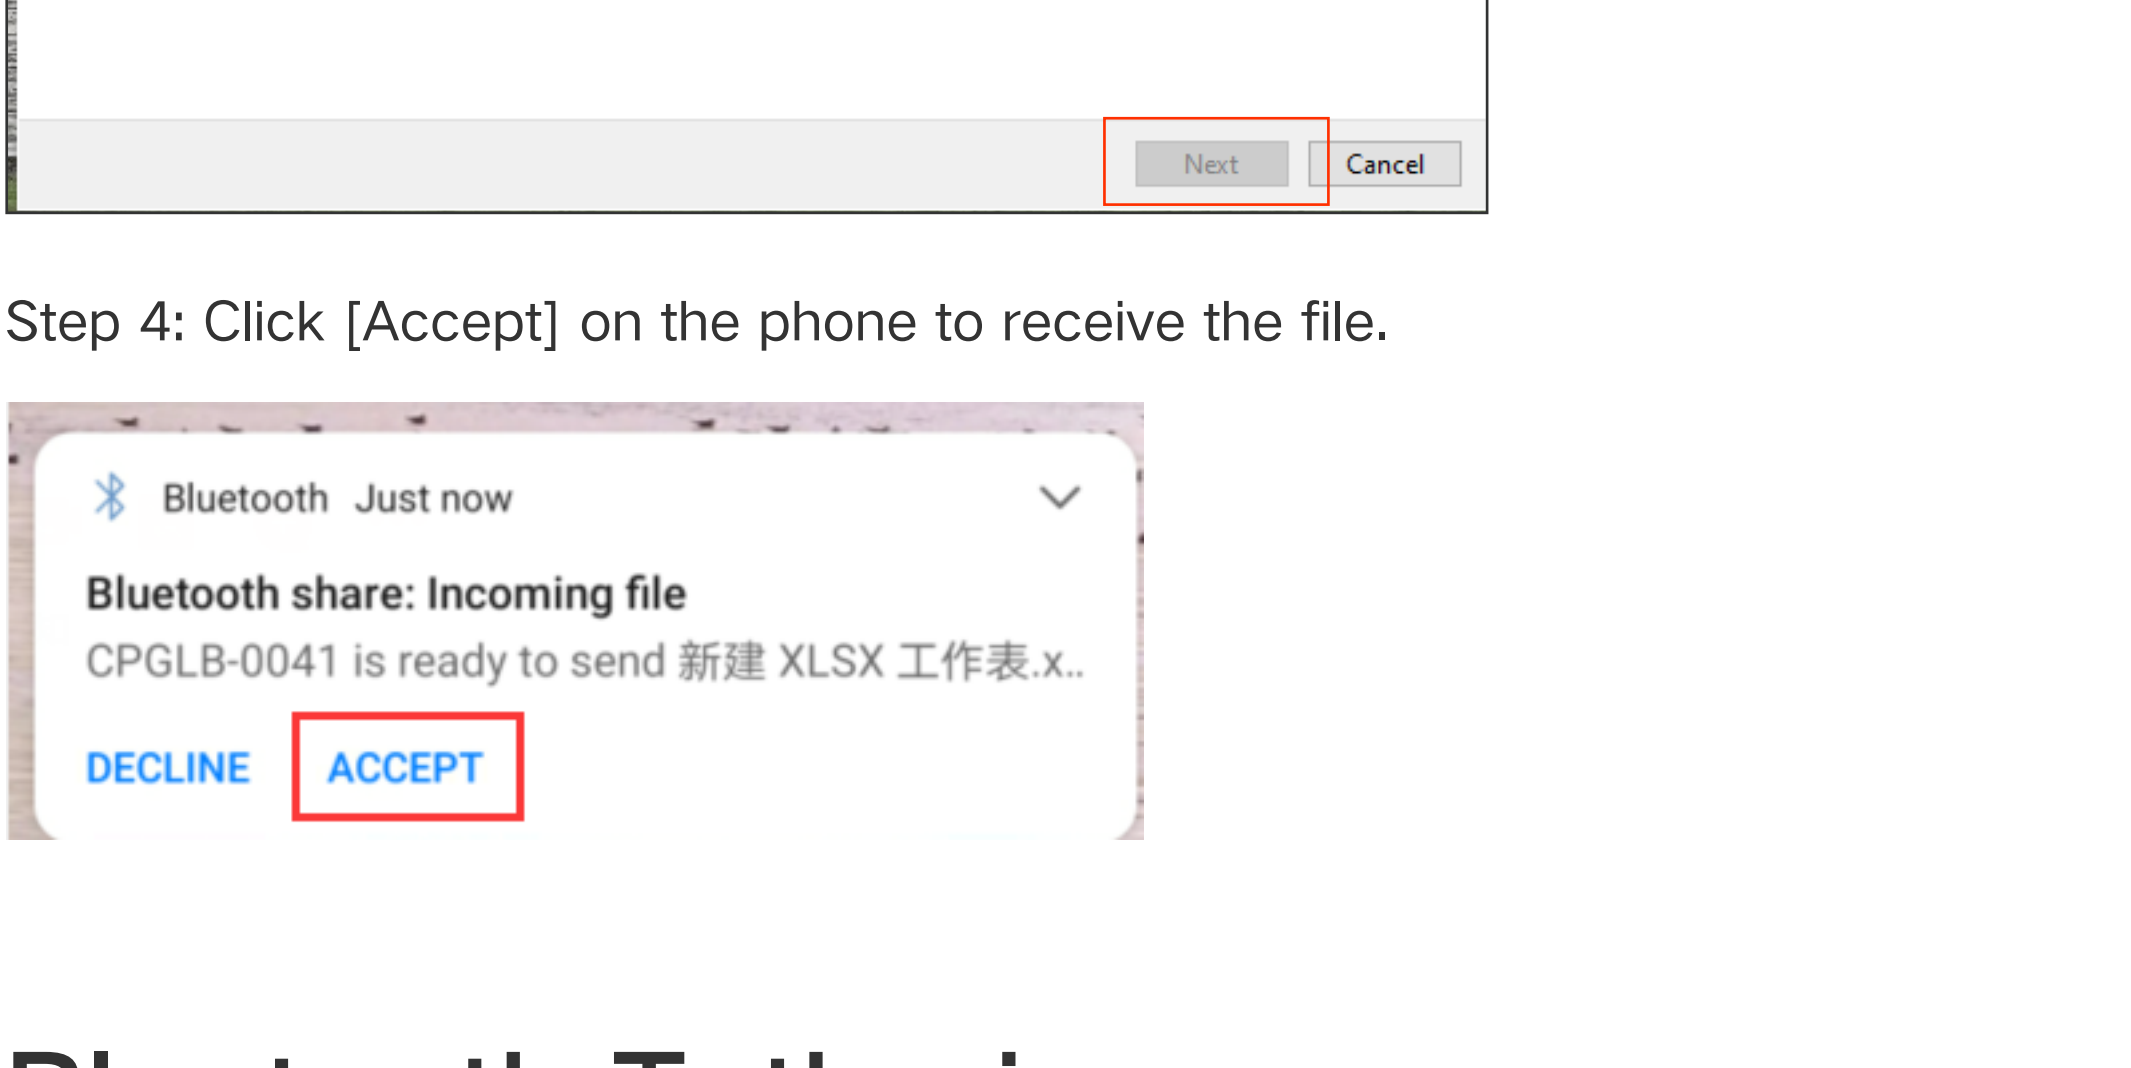 Next Cancel
Step 4: Click [Accept] on the phone to receive the file.
Bluetooth Just now
Bluetooth share: Incoming file
CPGLB-0041 is ready to send 新建 XLSX 工作表.x..
DECLINE ACCEPT